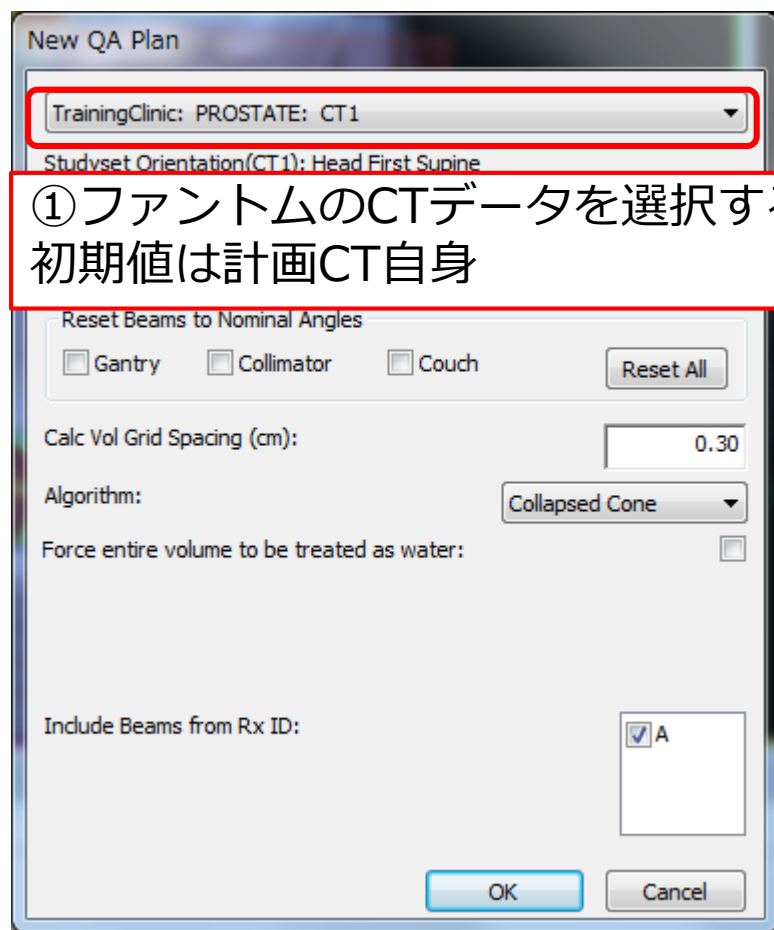 New QA Plan
TrainingClinic: PROSTATE: CT1
Studyset Orientation(CT1): Head First Supine
①ファントムのCTデータを選択す
初期値は計画CT自身
Reset Beams to Nominal Angles
Gantry Collimator Couch Reset All
Calc Vol Grid Spacing (cm): 0.30
Algorithm: Collapsed Cone
Force entire volume to be treated as water:
Include Beams from Rx ID: A
OK Cancel